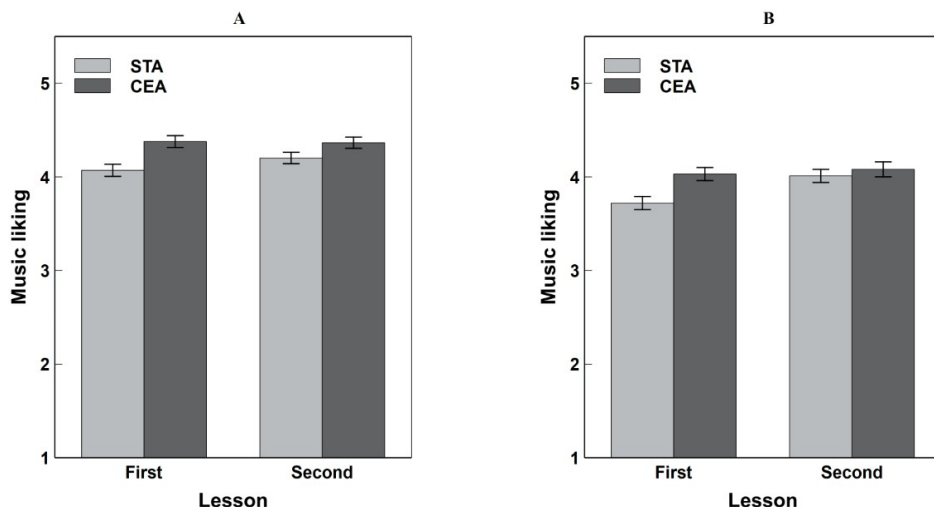 A
STA
CEA
5
4
3
2
1
Music liking
First
Second
Lesson
B
STA
CEA
5
4
3
2
1
Music liking
First
Second
Lesson